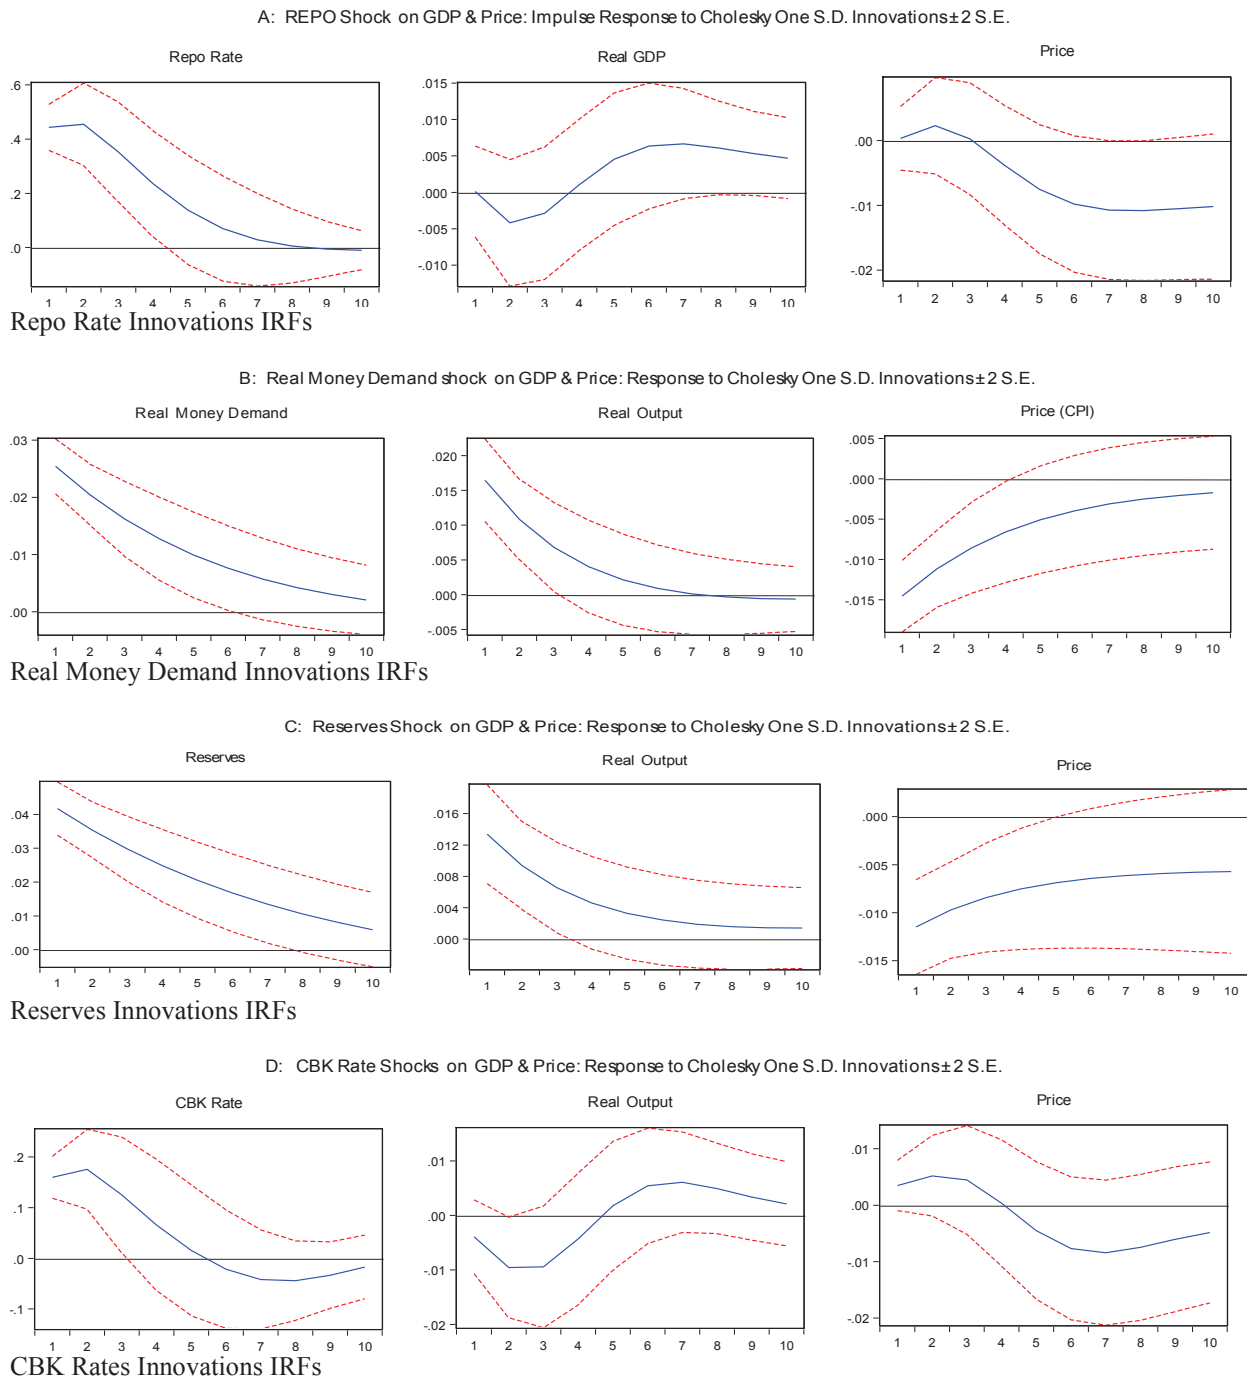 A: REPO Shock on GDP & Price: Impulse Response to Cholesky One S.D. Innovations ± 2 S.E.
Repo Rate Real GDP Price
.6
.4
.2
.0
1 2 3 4 5 6 7 8 9 10
.015
.010
.005
.000
-.005
-.010
1 2 3 4 5 6 7 8 9 10
.00
-.01
-.02
1 2 3 4 5 6 7 8 9 10
Repo Rate Innovations IRFs
B: Real Money Demand shock on GDP & Price: Response to Cholesky One S.D. Innovations ± 2 S.E.
Real Money Demand Real Output Price (CPI)
.03
.02
.01
.00
1 2 3 4 5 6 7 8 9 10
.020
.015
.010
.005
.000
-.005
1 2 3 4 5 6 7 8 9 10
.005
.000
-.005
-.010
-.015
1 2 3 4 5 6 7 8 9 10
Real Money Demand Innovations IRFs
C: Reserves Shock on GDP & Price: Response to Cholesky One S.D. Innovations ± 2 S.E.
Reserves Real Output Price
.04
.03
.02
.01
.00
1 2 3 4 5 6 7 8 9 10
.016
.012
.008
.004
.000
1 2 3 4 5 6 7 8 9 10
.000
-.005
-.010
-.015
1 2 3 4 5 6 7 8 9 10
Reserves Innovations IRFs
D: CBK Rate Shocks on GDP & Price: Response to Cholesky One S.D. Innovations ± 2 S.E.
CBK Rate Real Output Price
.2
.1
.0
-.1
1 2 3 4 5 6 7 8 9 10
.01
.00
-.01
-.02
1 2 3 4 5 6 7 8 9 10
.01
.00
-.01
-.02
1 2 3 4 5 6 7 8 9 10
CBK Rates Innovations IRFs